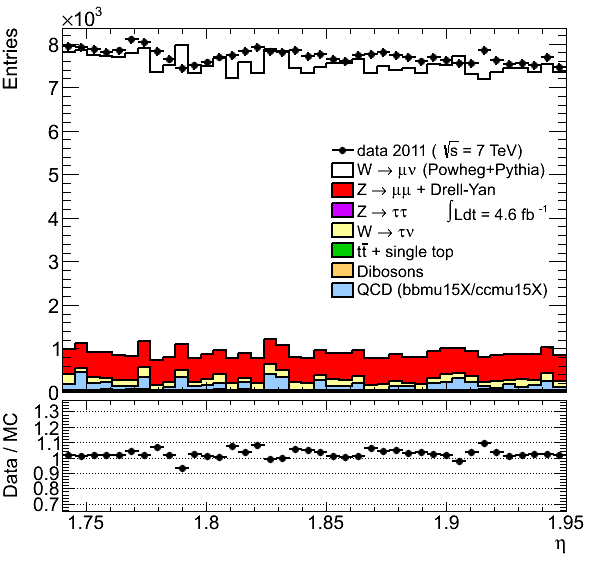 ×10³
Entries
8
7
6
5
4
3
2
1
0
data 2011 ( √s = 7 TeV)
W → μν (Powheg+Pythia)
Z → μμ + Drell-Yan
Z → ττ ∫Ldt = 4.6 fb⁻¹
W → τν
tt̄ + single top
Dibosons
QCD (bbmu15X/ccmu15X)
Data / MC
1.3
1.2
1.1
1
0.9
0.8
0.7
1.75 1.8 1.85 1.9 1.95
η